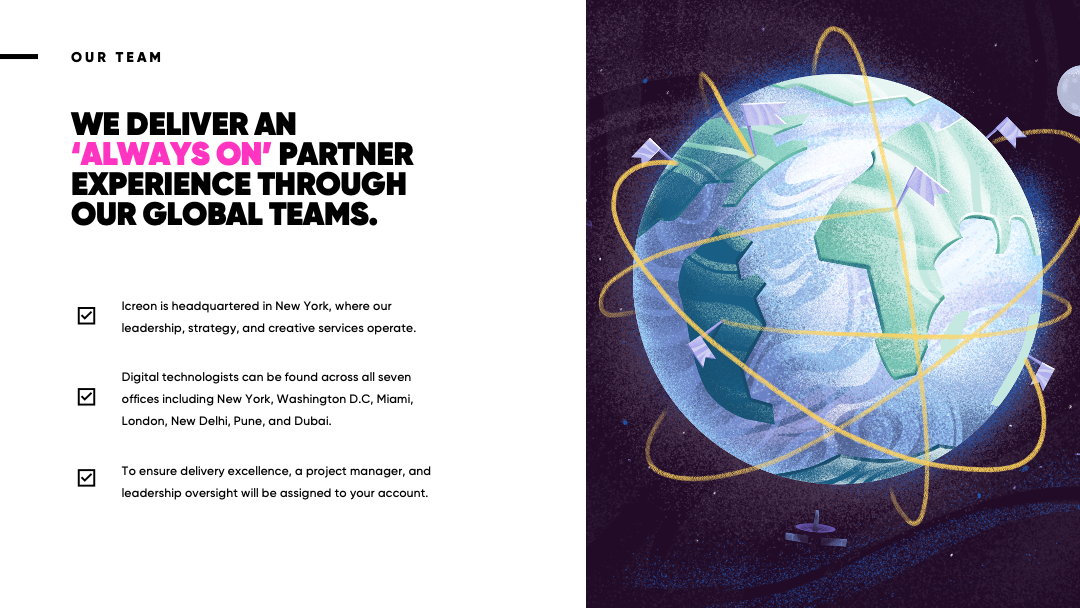 OUR TEAM
WE DELIVER AN
‘ALWAYS ON’ PARTNER
EXPERIENCE THROUGH
OUR GLOBAL TEAMS.
Icreon is headquartered in New York, where our
leadership, strategy, and creative services operate.
Digital technologists can be found across all seven
offices including New York, Washington D.C, Miami,
London, New Delhi, Pune, and Dubai.
To ensure delivery excellence, a project manager, and
leadership oversight will be assigned to your account.